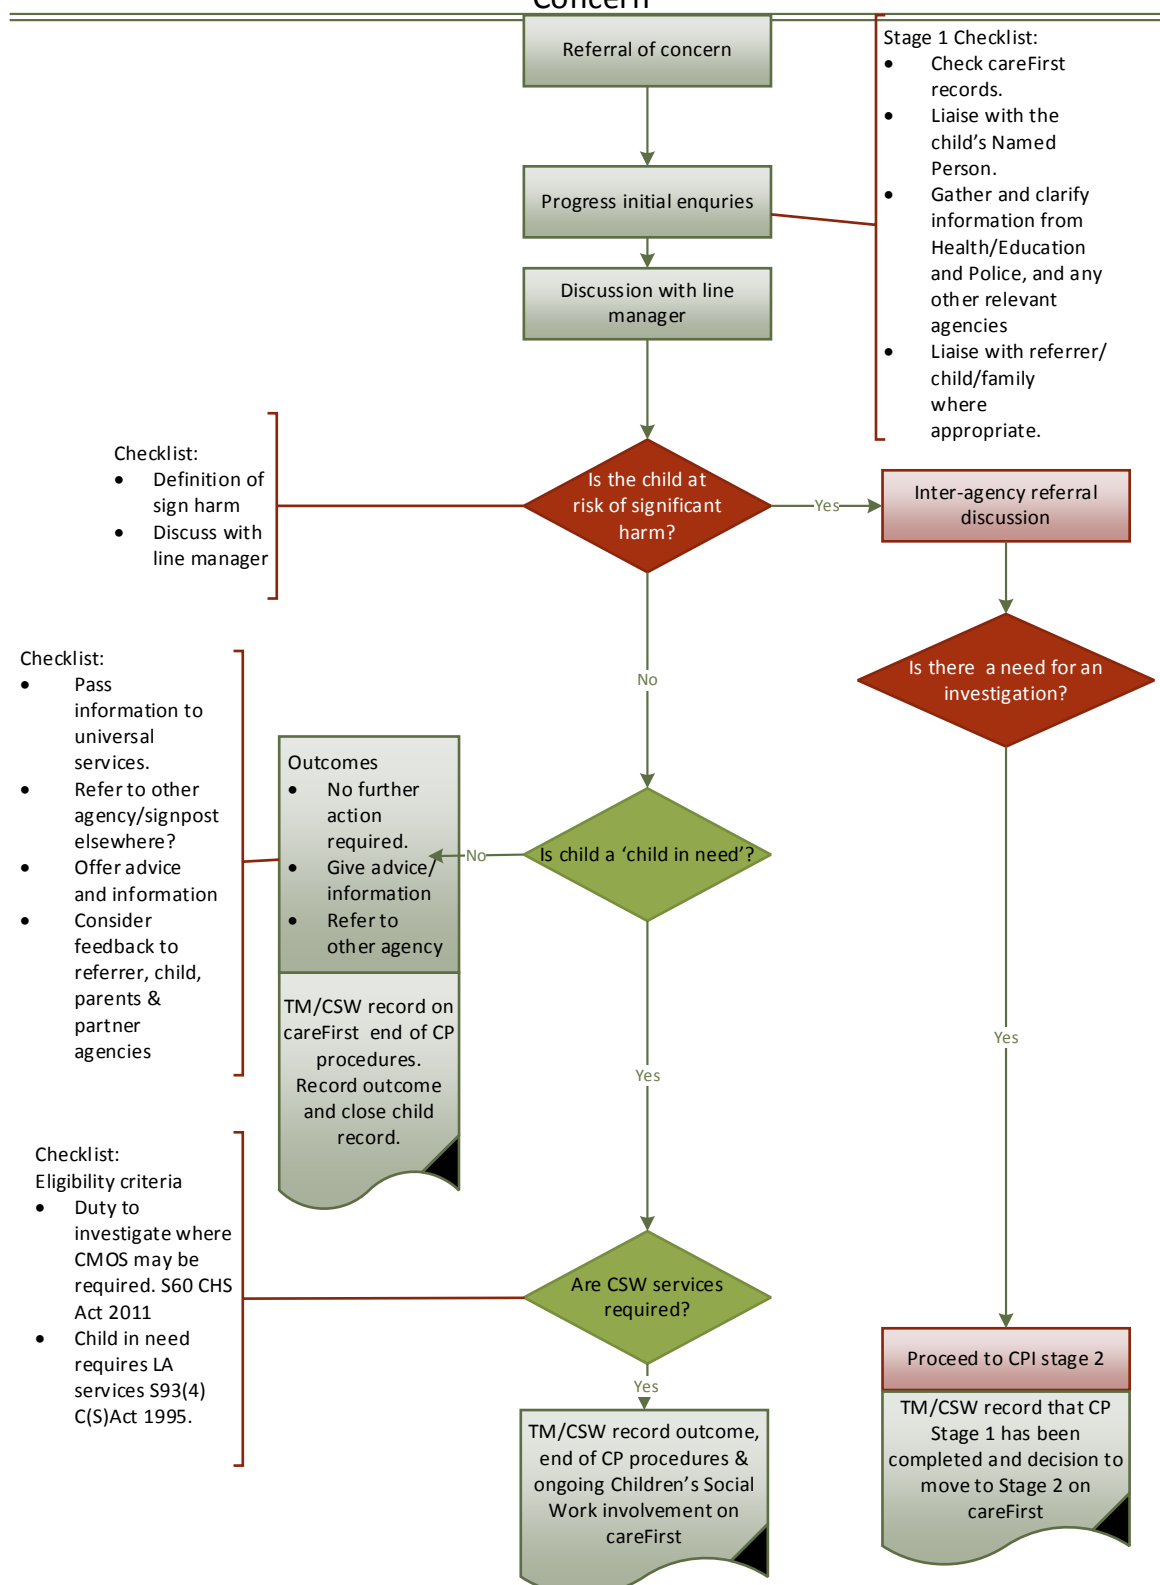 Concern
Referral of concern
Stage 1 Checklist:
• Check careFirst
records.
• Liaise with the
child's Named
Person.
• Gather and clarify
information from
Health/Education
and Police, and any
other relevant
agencies
• Liaise with referrer/
child/family
where
appropriate.
Progress initial enquries
Discussion with line
manager
Checklist:
• Definition of
sign harm
• Discuss with
line manager
Is the child at
risk of significant
harm?
Yes
Inter-agency referral
discussion
No
Is there a need for an
investigation?
Checklist:
• Pass
information to
universal
services.
• Refer to other
agency/signpost
elsewhere?
• Offer advice
and information
• Consider
feedback to
referrer, child,
parents &
partner
agencies
Outcomes
• No further
action
required.
• Give advice/
information
• Refer to
other agency
No
Is child a ‘child in need’?
TM/CSW record on
careFirst end of CP
procedures.
Record outcome
and close child
record.
Yes
Yes
Checklist:
Eligibility criteria
• Duty to
investigate where
CMOS may be
required. S60 CHS
Act 2011
• Child in need
requires LA
services S93(4)
C(S)Act 1995.
Are CSW services
required?
Yes
TM/CSW record outcome,
end of CP procedures &
ongoing Children's Social
Work involvement on
careFirst
Proceed to CPI stage 2
TM/CSW record that CP
Stage 1 has been
completed and decision to
move to Stage 2 on
careFirst